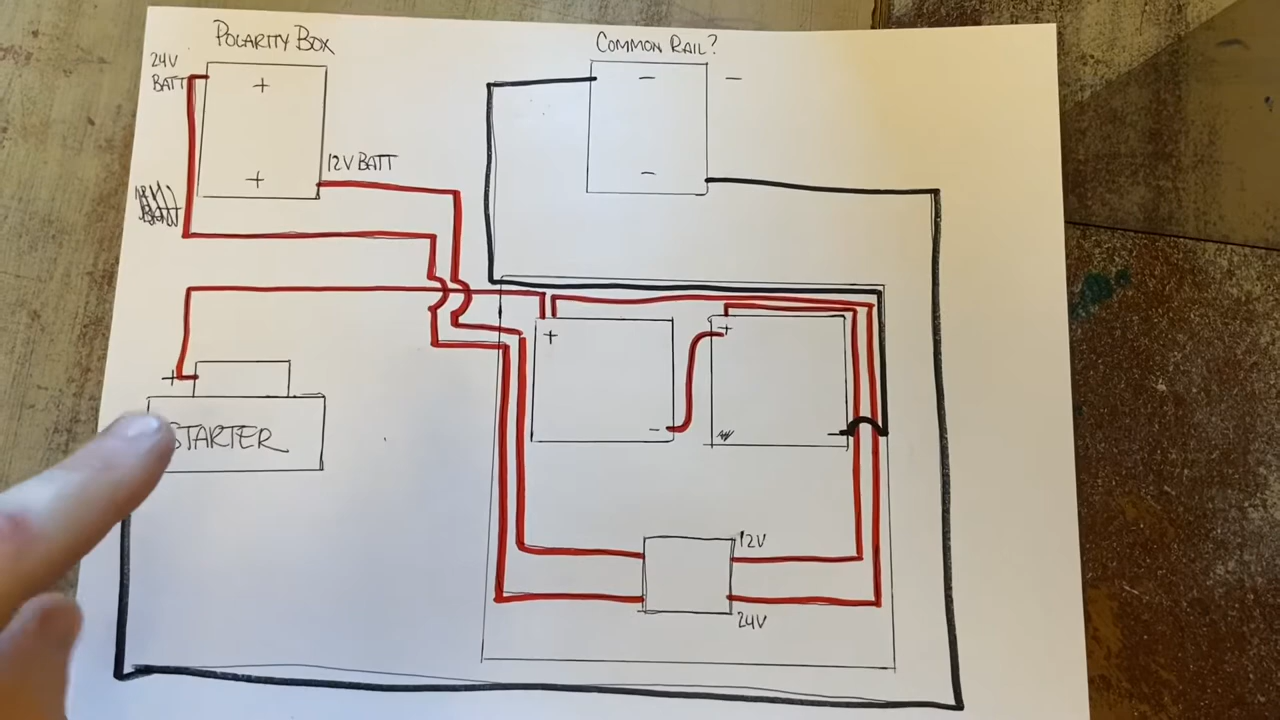 POLARITY BOX
COMMON RAIL?
24V
BATT
+
-
-
12V BATT
+
-
+
+
+
STARTER
-
-
12V
24V